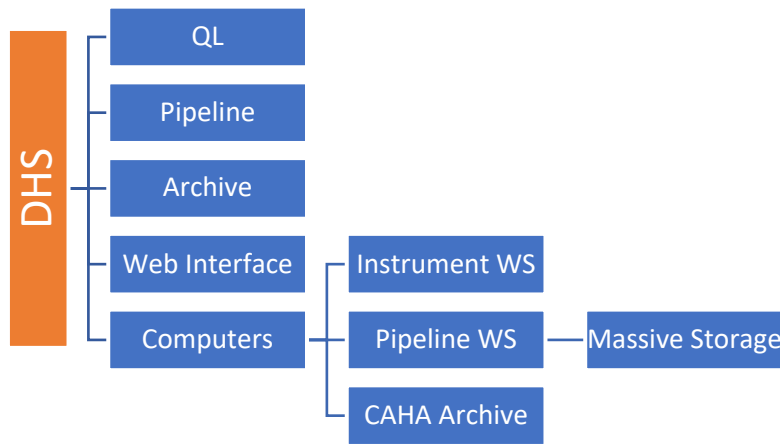 DHS
QL
Pipeline
Archive
Web Interface
Instrument WS
Computers
Pipeline WS
Massive Storage
CAHA Archive